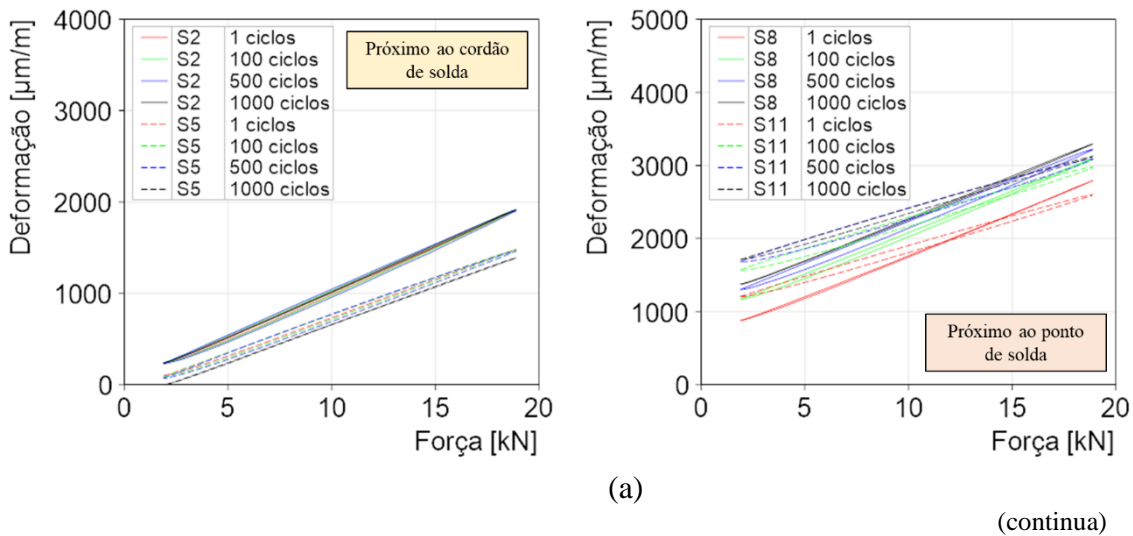 4000
3000
2000
1000
0
Deformação [µm/m]
S2 1 ciclos
S2 100 ciclos
S2 500 ciclos
S2 1000 ciclos
S5 1 ciclos
S5 100 ciclos
S5 500 ciclos
S5 1000 ciclos
Próximo ao cordão
de solda
0 5 10 15 20
Força [kN]
5000
4000
3000
2000
1000
0
Deformação [µm/m]
S8 1 ciclos
S8 100 ciclos
S8 500 ciclos
S8 1000 ciclos
S11 1 ciclos
S11 100 ciclos
S11 500 ciclos
S11 1000 ciclos
Próximo ao ponto
de solda
0 5 10 15 20
Força [kN]
(a)
(continua)